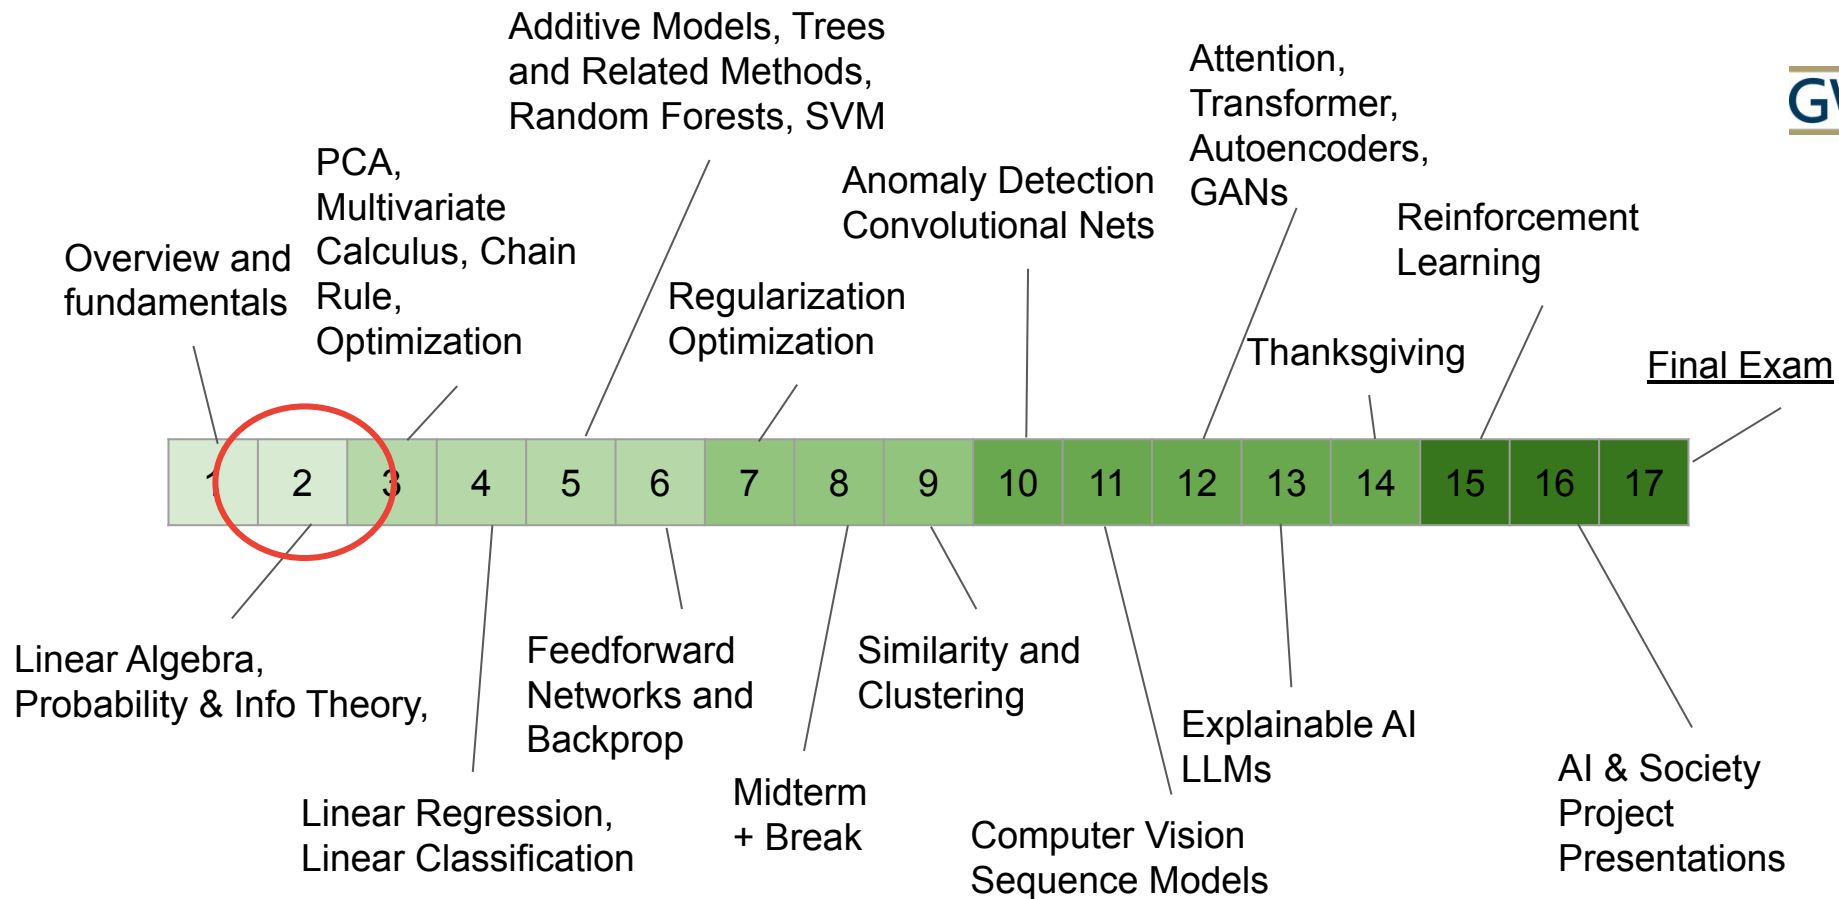 Additive Models, Trees
and Related Methods,
Random Forests, SVM
Attention,
Transformer,
Autoencoders,
GANs
PCA,
Multivariate
Calculus, Chain
Rule,
Optimization
Anomaly Detection
Convolutional Nets
Reinforcement
Learning
Overview and
fundamentals
Regularization
Optimization
Thanksgiving
Final Exam
1 2 3 4 5 6 7 8 9 10 11 12 13 14 15 16 17
Linear Algebra,
Probability & Info Theory,
Feedforward
Networks and
Backprop
Similarity and
Clustering
Explainable AI
LLMs
Midterm
+ Break
AI & Society
Project
Presentations
Linear Regression,
Linear Classification
Computer Vision
Sequence Models